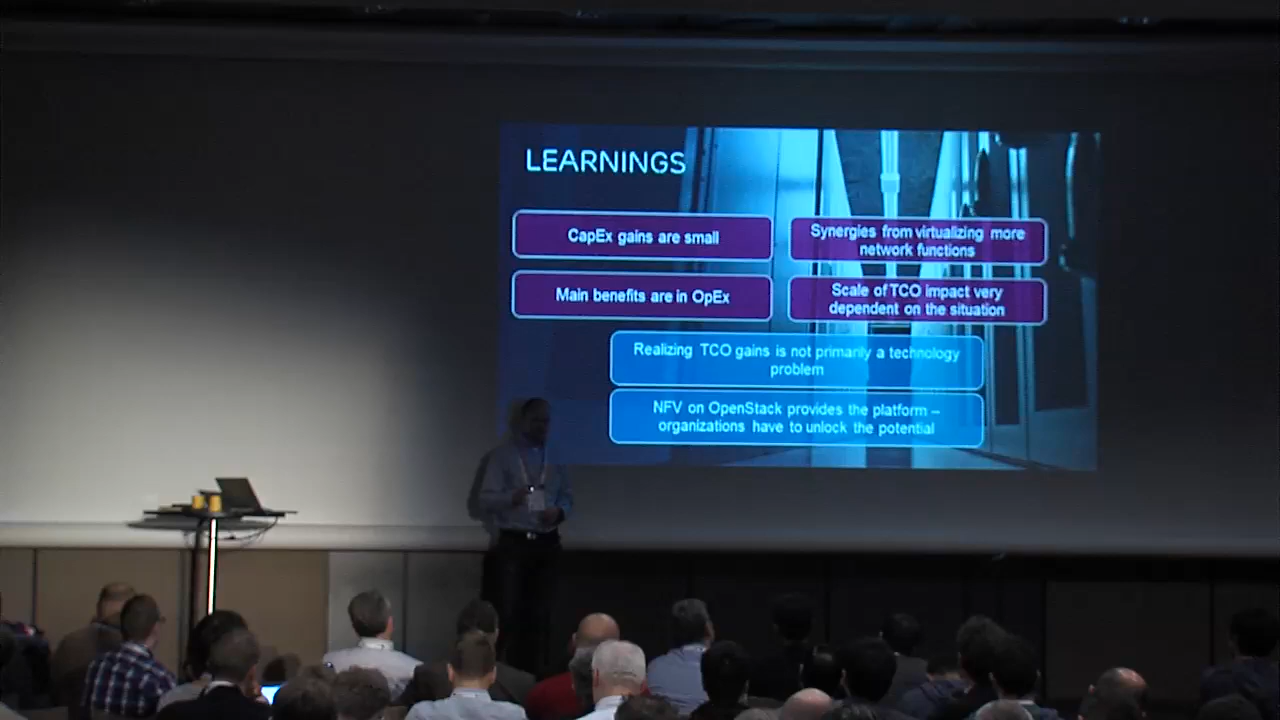 LEARNINGS
CapEx gains are small
Synergies from virtualizing more
network functions
Main benefits are in OpEx
Scale of TCO impact very
dependent on the situation
Realizing TCO gains is not primarily a technology
problem
NFV on OpenStack provides the platform –
organizations have to unlock the potential